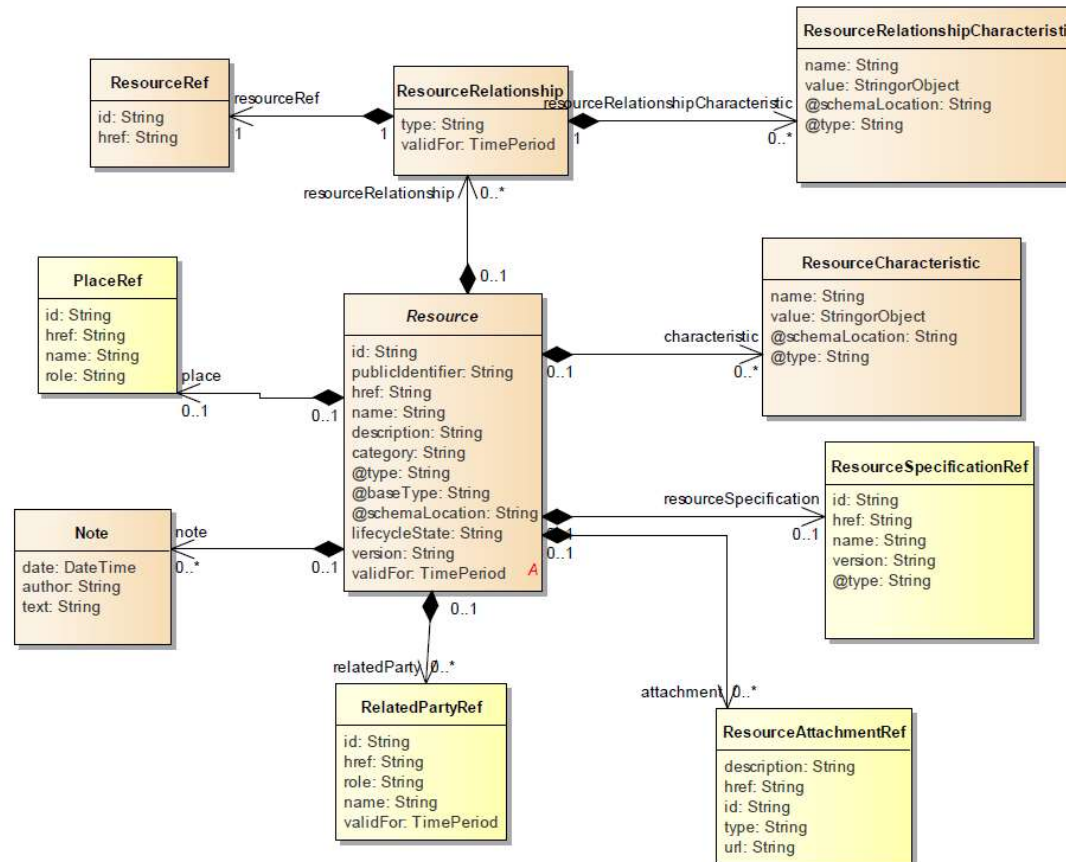 ResourceRelationshipCharacteristi
name: String
value: StringorObject
@schemaLocation: String
@type: String
ResourceRef
id: String
href: String
resourceRef
1
1
ResourceRelationship
type: String
validFor: TimePeriod
resourceRelationshipCharacteristic
1
0..*
resourceRelationship
0..*
0..1
PlaceRef
id: String
href: String
name: String
role: String
place
0..1
0..1
Resource
id: String
publicIdentifier: String
href: String
name: String
description: String
category: String
@type: String
@baseType: String
@schemaLocation: String
lifecycleState: String
version: String
validFor: TimePeriod
A
characteristic
0..1
0..*
ResourceCharacteristic
name: String
value: StringorObject
@schemaLocation: String
@type: String
resourceSpecification
0..1
0..1
ResourceSpecificationRef
id: String
href: String
name: String
version: String
@type: String
Note
date: DateTime
author: String
text: String
note
0..*
0..1
0..1
0..1
relatedParty
0..*
RelatedPartyRef
id: String
href: String
role: String
name: String
validFor: TimePeriod
attachment
0..*
ResourceAttachmentRef
description: String
href: String
id: String
type: String
url: String